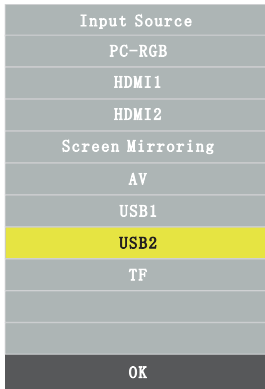 Input Source
PC-RGB
HDMI1
HDMI2
Screen Mirroring
AV
USB1
USB2
TF
OK